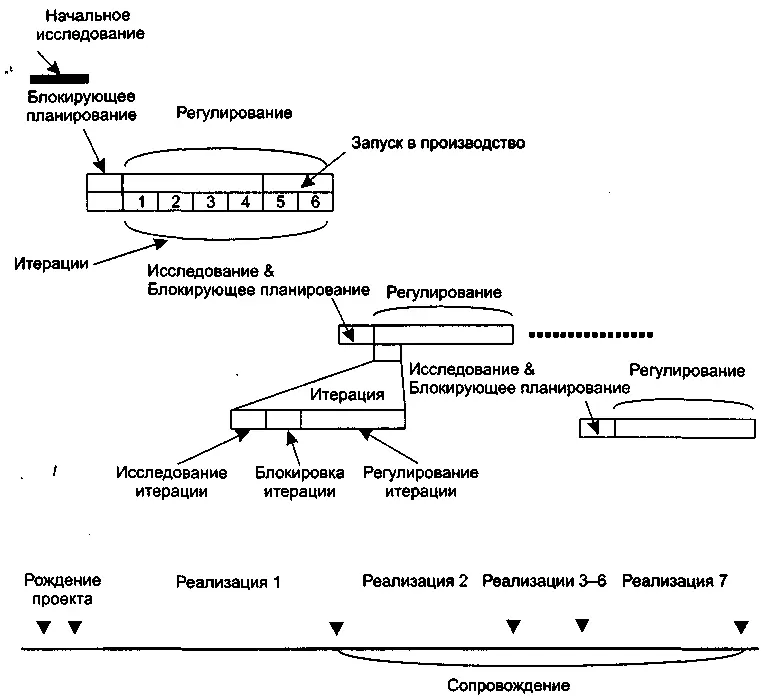 Начальное
исследование
Блокирующее
планирование
Регулирование
Запуск в производство
1 2 3 4 5 6
Итерации
Исследование &
Блокирующее планирование
Регулирование
Исследование &
Блокирующее планирование
Регулирование
Итерация
Исследование
итерации
Блокировка
итерации
Регулирование
итерации
Рождение
проекта
Реализация 1
Реализация 2
Реализации 3–6
Реализация 7
Сопровождение